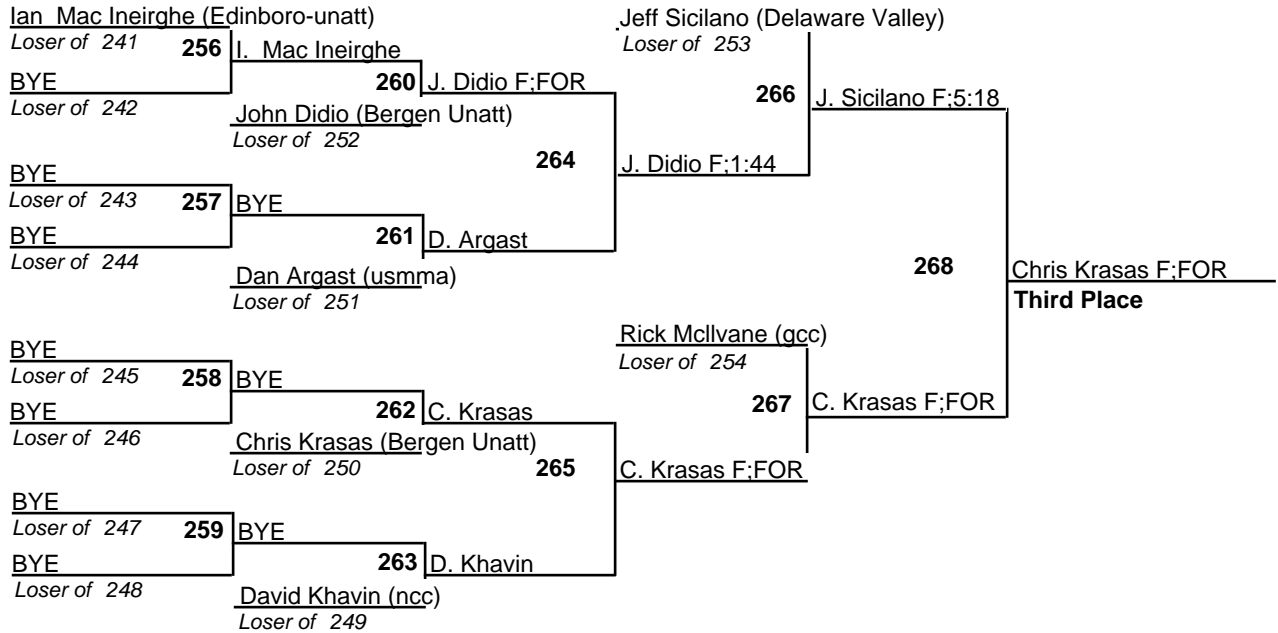 Ian Mac Ineirghe (Edinboro-unatt)
Loser of 241
256
I. Mac Ineirghe
BYE
Loser of 242
260
J. Didio F;FOR
John Didio (Bergen Unatt)
Loser of 252
264
BYE
Loser of 243
257
BYE
BYE
Loser of 244
261
D. Argast
Dan Argast (usmma)
Loser of 251
J. Didio F;1:44
Jeff Sicilano (Delaware Valley)
Loser of 253
266
J. Sicilano F;5:18
268
Chris Krasas F;FOR
Third Place
BYE
Loser of 245
258
BYE
BYE
Loser of 246
262
C. Krasas
Chris Krasas (Bergen Unatt)
Loser of 250
265
C. Krasas F;FOR
Rick McIlvane (gcc)
Loser of 254
267
C. Krasas F;FOR
BYE
Loser of 247
259
BYE
BYE
Loser of 248
263
D. Khavin
David Khavin (ncc)
Loser of 249